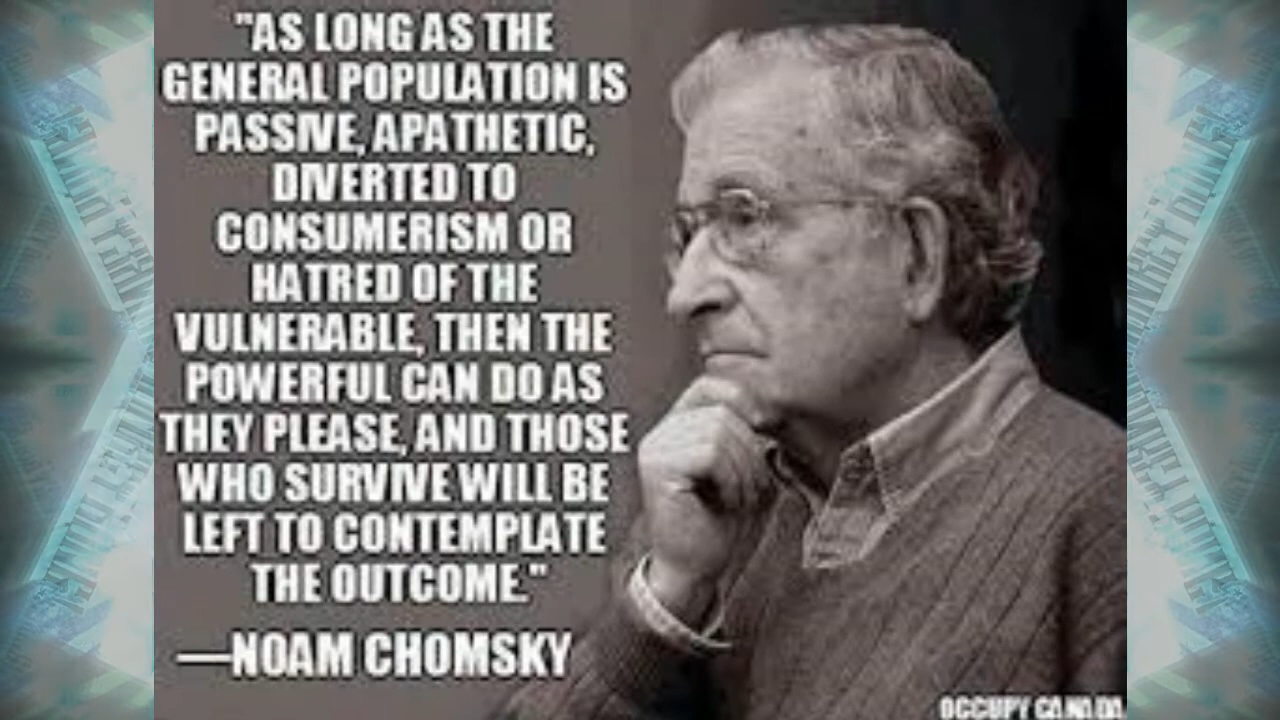 "AS LONG AS THE
GENERAL POPULATION IS
PASSIVE, APATHETIC,
DIVERTED TO
CONSUMERISM OR
HATRED OF THE
VULNERABLE, THEN THE
POWERFUL CAN DO AS
THEY PLEASE, AND THOSE
WHO SURVIVE WILL BE
LEFT TO CONTEMPLATE
THE OUTCOME."
—NOAM CHOMSKY
OCCUPY CANADA